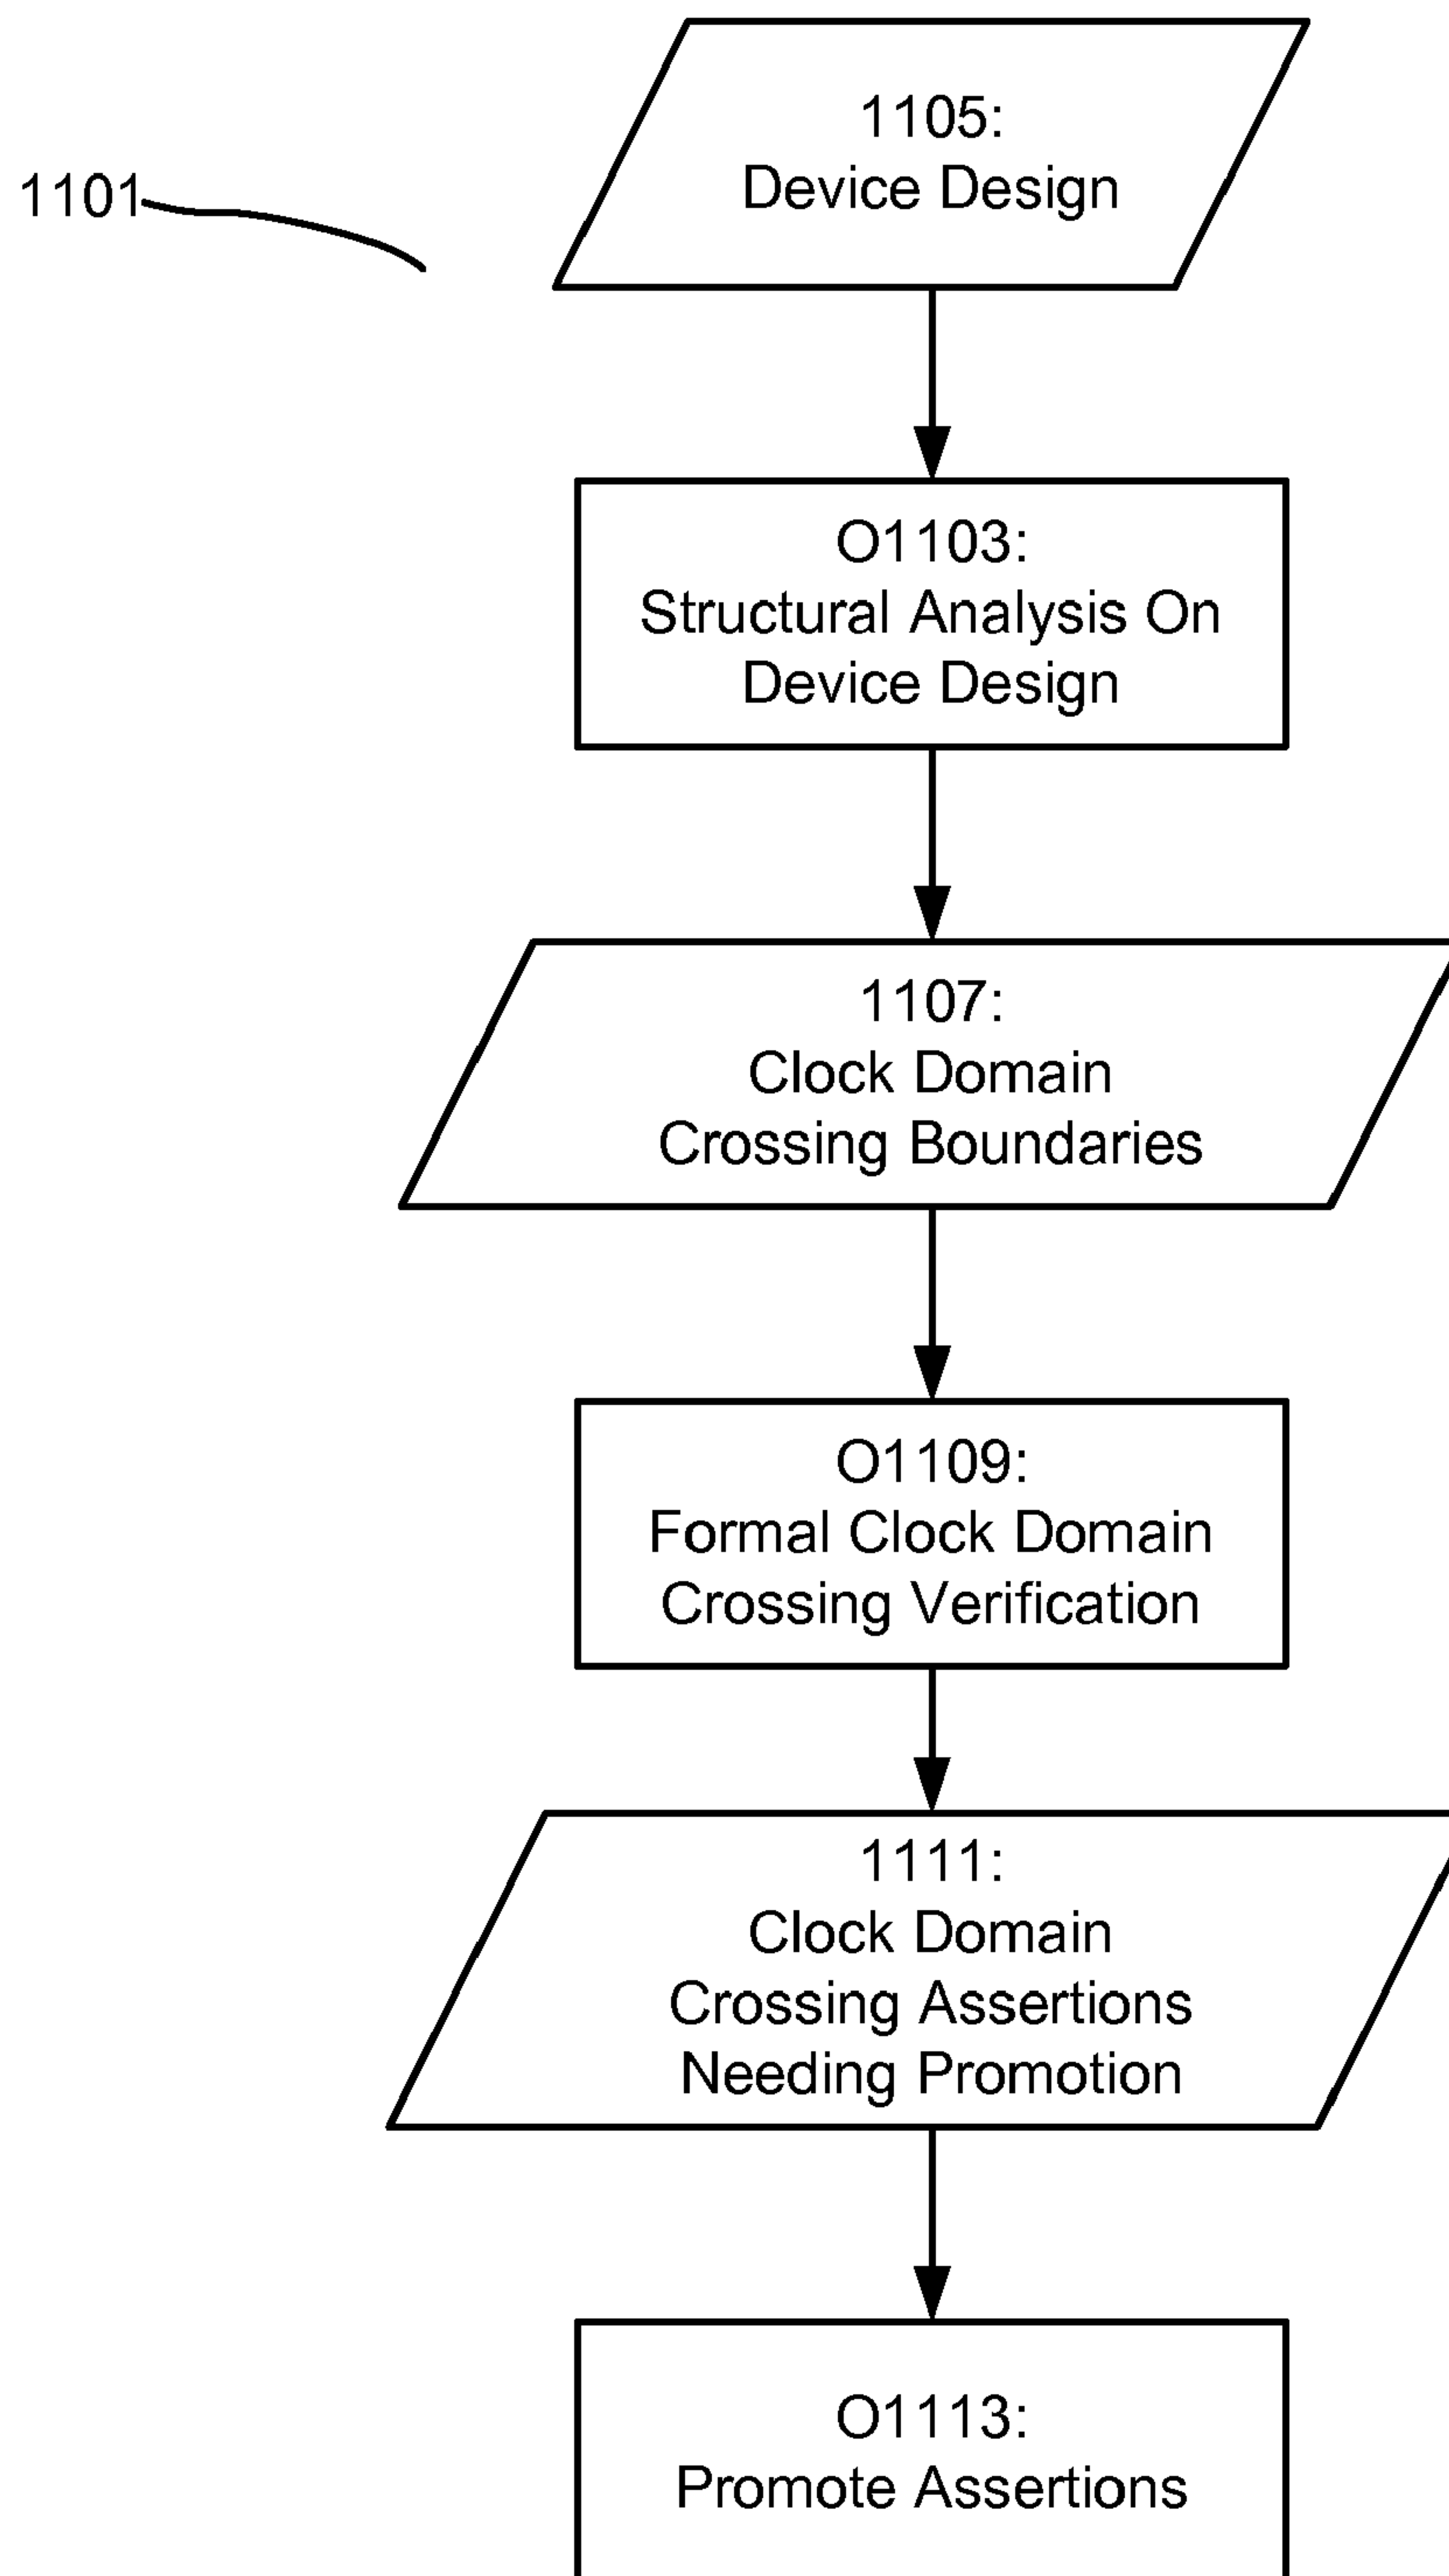 1105:
Device Design
1101
O1103:
Structural Analysis On
Device Design
1107:
Clock Domain
Crossing Boundaries
O1109:
Formal Clock Domain
Crossing Verification
1111:
Clock Domain
Crossing Assertions
Needing Promotion
O1113:
Promote Assertions